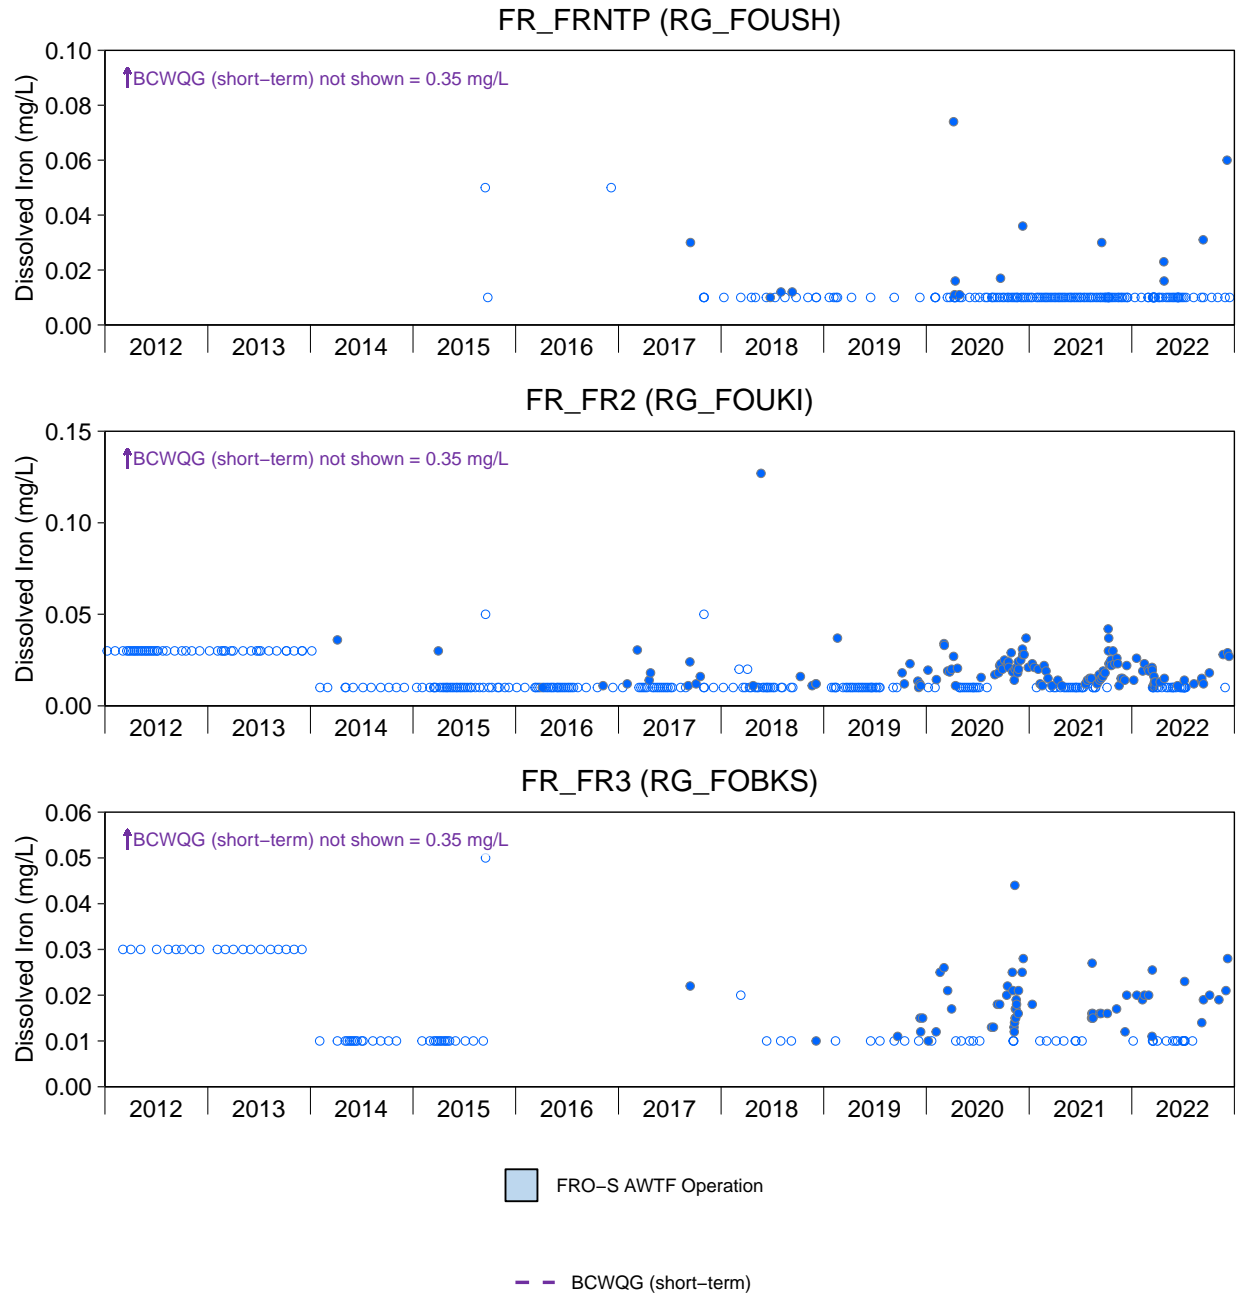 FR_FRNTP (RG_FOUSH)
Dissolved Iron (mg/L)
0.10
0.08
0.06
0.04
0.02
0.00
BCWQG (short−term) not shown = 0.35 mg/L
2012 2013 2014 2015 2016 2017 2018 2019 2020 2021 2022
FR_FR2 (RG_FOUKI)
Dissolved Iron (mg/L)
0.15
0.10
0.05
0.00
BCWQG (short−term) not shown = 0.35 mg/L
2012 2013 2014 2015 2016 2017 2018 2019 2020 2021 2022
FR_FR3 (RG_FOBKS)
Dissolved Iron (mg/L)
0.06
0.05
0.04
0.03
0.02
0.01
0.00
BCWQG (short−term) not shown = 0.35 mg/L
2012 2013 2014 2015 2016 2017 2018 2019 2020 2021 2022
FRO−S AWTF Operation
BCWQG (short−term)